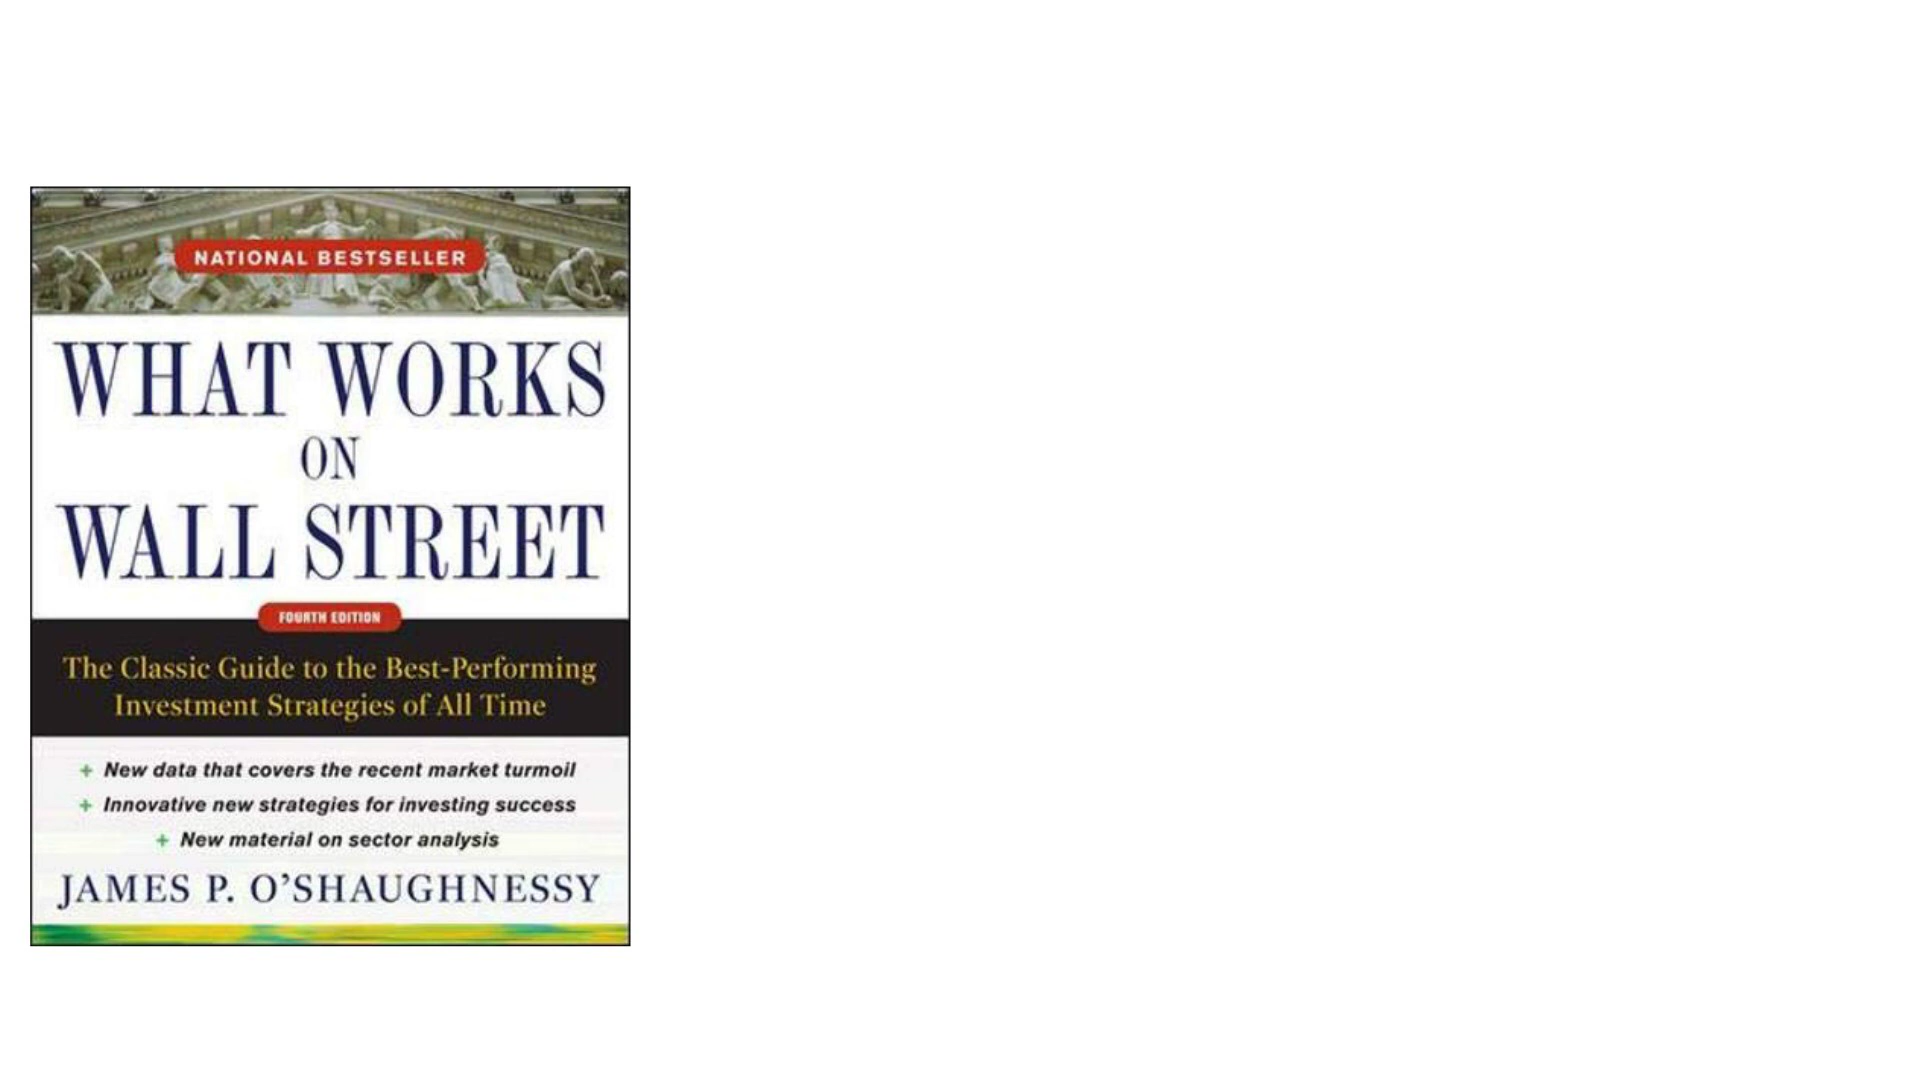 NATIONAL BESTSELLER
WHAT WORKS
ON
WALL STREET
FOURTH EDITION
The Classic Guide to the Best-Performing
Investment Strategies of All Time
+ New data that covers the recent market turmoil
+ Innovative new strategies for investing success
+ New material on sector analysis
JAMES P. O'SHAUGHNESSY